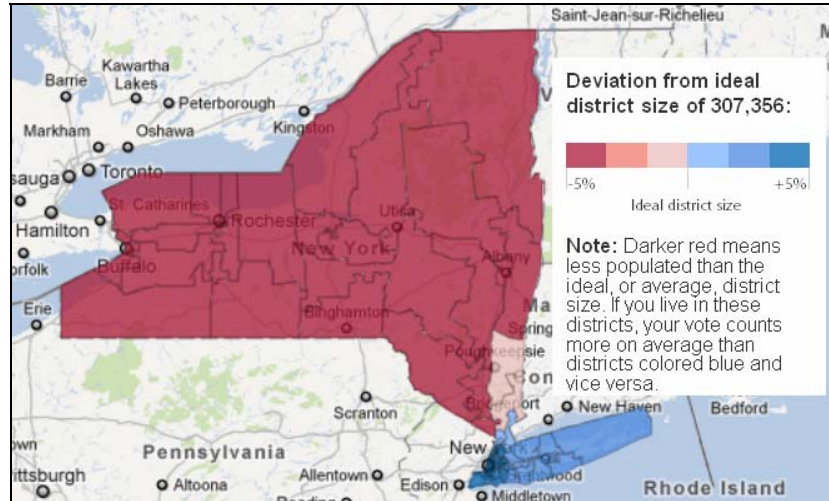 Saint-Jean-sur-Richelieu
Kawartha
Lakes
Barrie
Peterborough
Kingston
Markham
Oshawa
Toronto
St. Catharines
Hamilton
Rochester
Utica
New York
Buffalo
Albany
Erie
Binghamton
Poughkeepsie
Bridgeport
Scranton
New Haven
Bedford
Pennsylvania
New York
Brentwood
Altoona
Allentown
Edison
Middletown
Rhode Island
Deviation from ideal
district size of 307,356:
-5%
+5%
Ideal district size
Note: Darker red means
less populated than the
ideal, or average, district
size. If you live in these
districts, your vote counts
more on average than
districts colored blue and
vice versa.